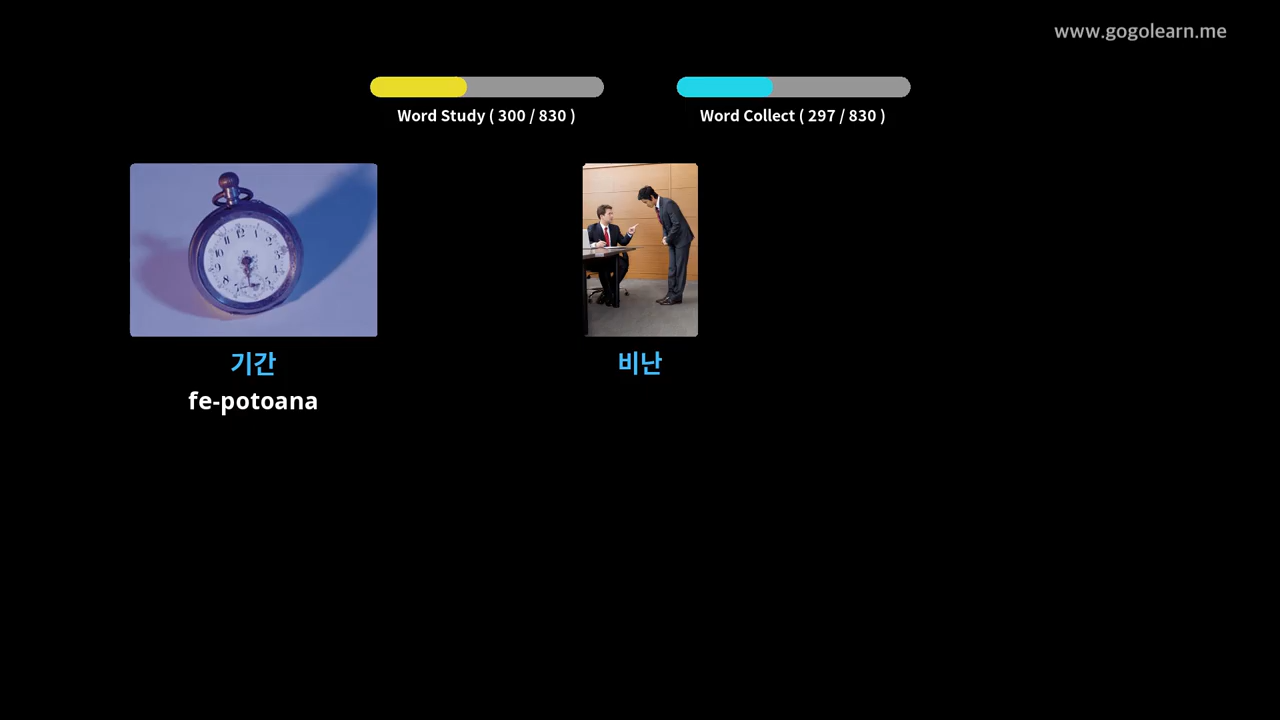 www.gogolearn.me
Word Study ( 300 / 830 )
Word Collect ( 297 / 830 )
기간
fe-potoana
비난